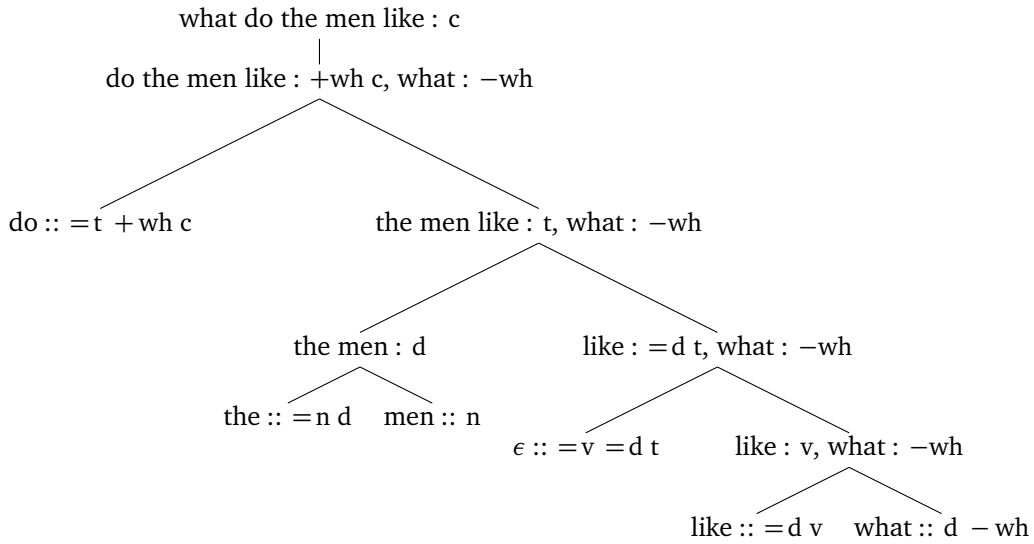 what do the men like : c
do the men like : +wh c, what : −wh
do :: =t +wh c the men like : t, what : −wh
the men : d like : =d t, what : −wh
the :: =n d men :: n
ϵ :: =v =d t like : v, what : −wh
like :: =d v what :: d −wh